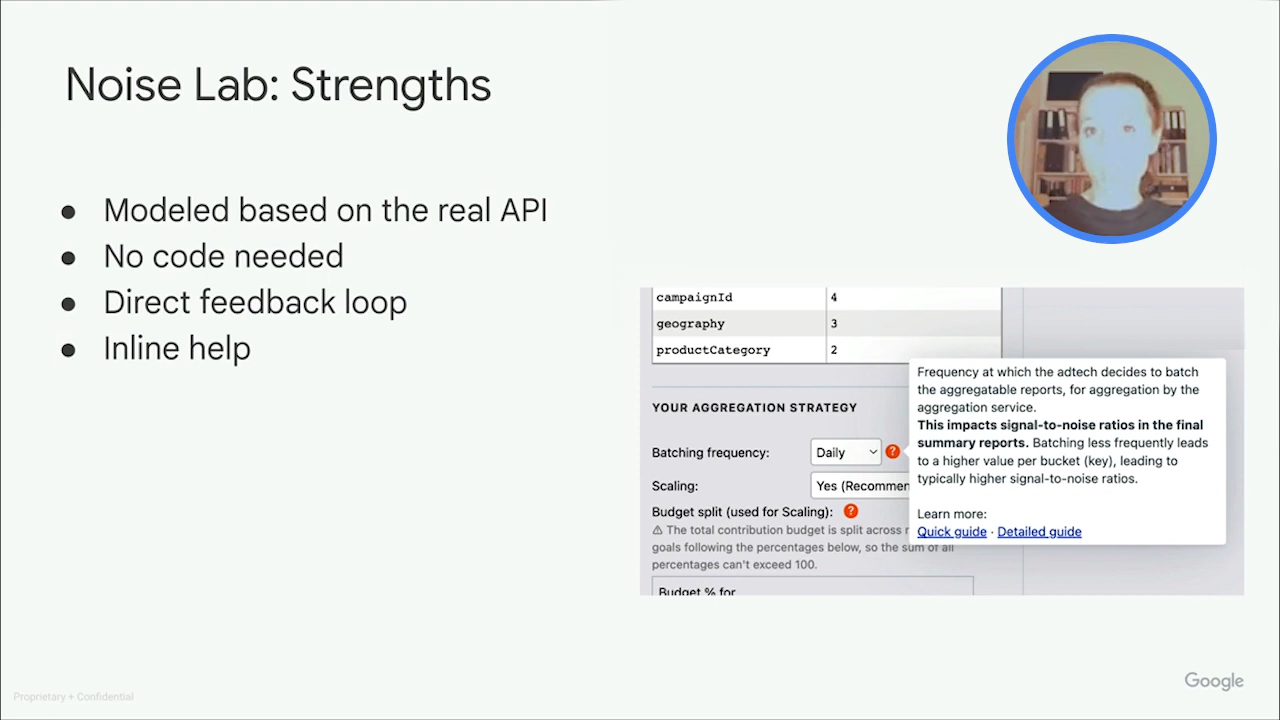 Noise Lab: Strengths
● Modeled based on the real API
● No code needed
● Direct feedback loop
● Inline help
campaignId 4
geography 3
productCategory 2
YOUR AGGREGATION STRATEGY
Batching frequency: Daily ?
Scaling: Yes (Recommen
Budget split (used for Scaling): ?
⚠ The total contribution budget is split across
goals following the percentages below, so the sum of all
percentages can't exceed 100.
Budget % for
Frequency at which the adtech decides to batch
the aggregatable reports, for aggregation by the
aggregation service.
This impacts signal-to-noise ratios in the final
summary reports. Batching less frequently leads
to a higher value per bucket (key), leading to
typically higher signal-to-noise ratios.
Learn more:
Quick guide · Detailed guide
Proprietary + Confidential
Google